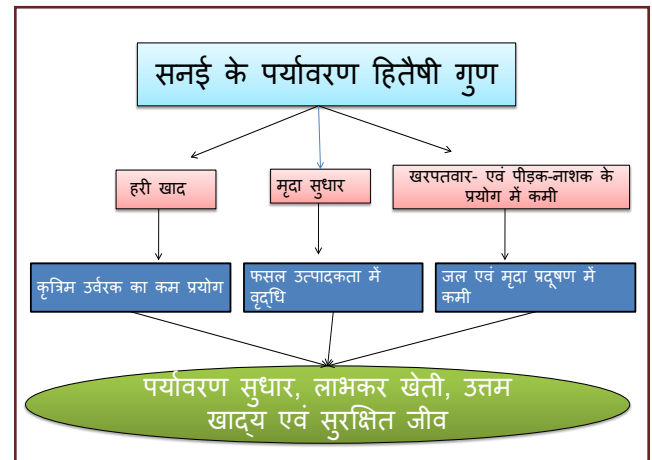 सनई के पर्यावरण हितैषी गुण
हरी खाद
मृदा सुधार
खरपतवार- एवं पीड़क-नाशक के
प्रयोग में कमी
कृत्रिम उर्वरक का कम प्रयोग
फसल उत्पादकता में
वृद्धि
जल एवं मृदा प्रदूषण में
कमी
पर्यावरण सुधार, लाभकर खेती, उत्तम
खाद्य एवं सुरक्षित जीव